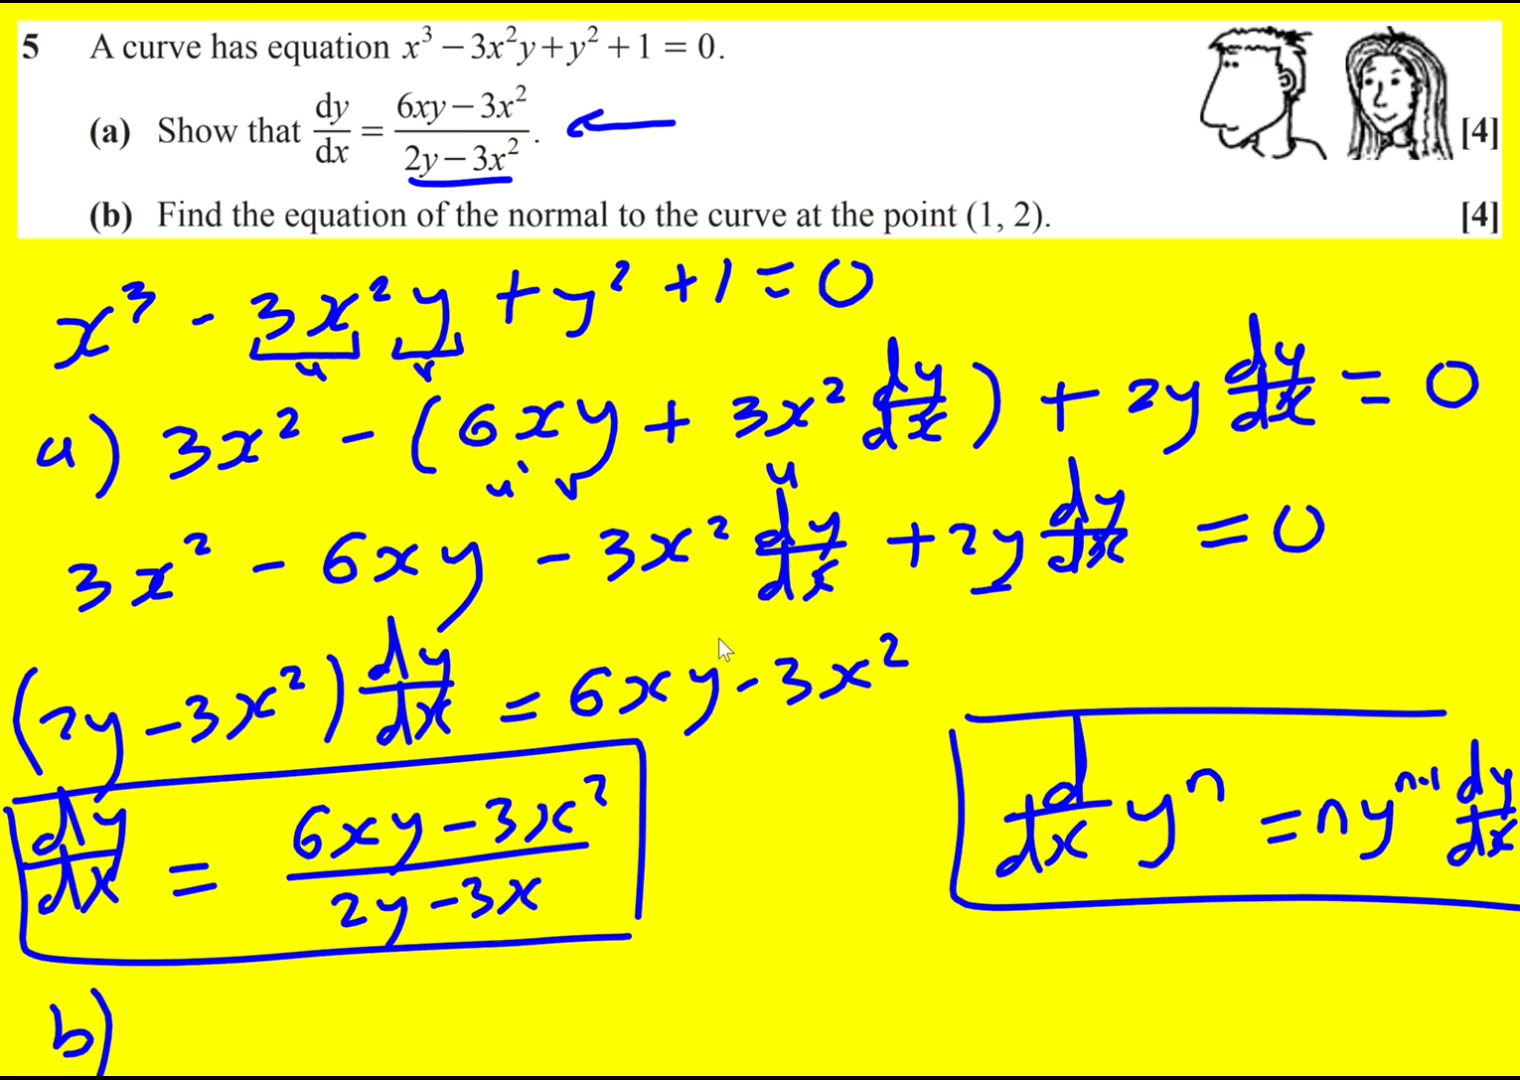 5 A curve has equation x³ − 3x²y + y² + 1 = 0.
(a) Show that dy/dx = (6xy − 3x²)/(2y − 3x²). [4]
(b) Find the equation of the normal to the curve at the point (1, 2). [4]
x³ - 3x²y + y² + 1 = 0
u v
a) 3x² - (6xy + 3x² dy/dx) + 2y dy/dx = 0
u' v u
3x² - 6xy - 3x² dy/dx + 2y dy/dx = 0
(2y - 3x²) dy/dx = 6xy - 3x²
dy/dx = (6xy - 3x²)/(2y - 3x)
d/dx yⁿ = nyⁿ⁻¹ dy/dx
b)